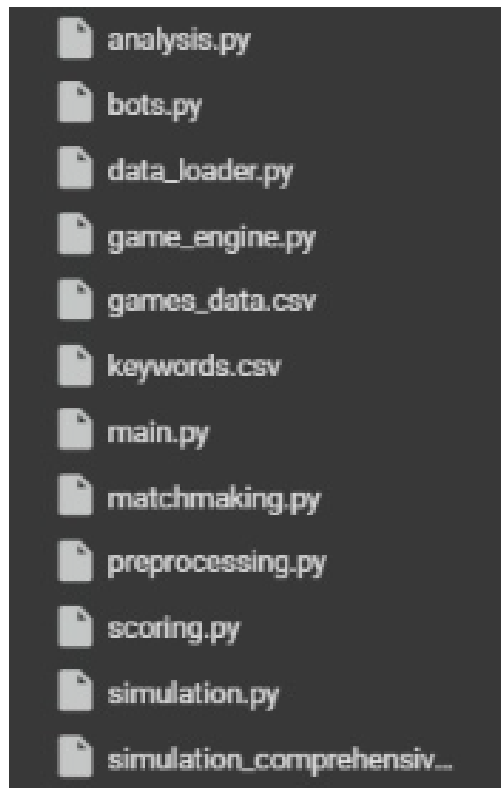 analysis.py
bots.py
data_loader.py
game_engine.py
games_data.csv
keywords.csv
main.py
matchmaking.py
preprocessing.py
scoring.py
simulation.py
simulation_comprehensiv...